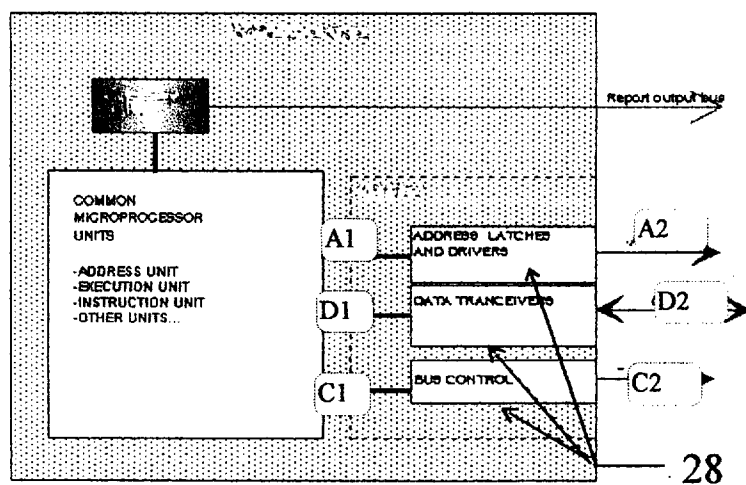 Report output bus
COMMON
MICROPROCESSOR
UNITS
-ADDRESS UNIT
-EXECUTION UNIT
-INSTRUCTION UNIT
-OTHER UNITS...
A1
ADDRESS LATCHES
AND DRIVERS
A2
D1
DATA TRANCEIVERS
D2
C1
BUS CONTROL
C2
28